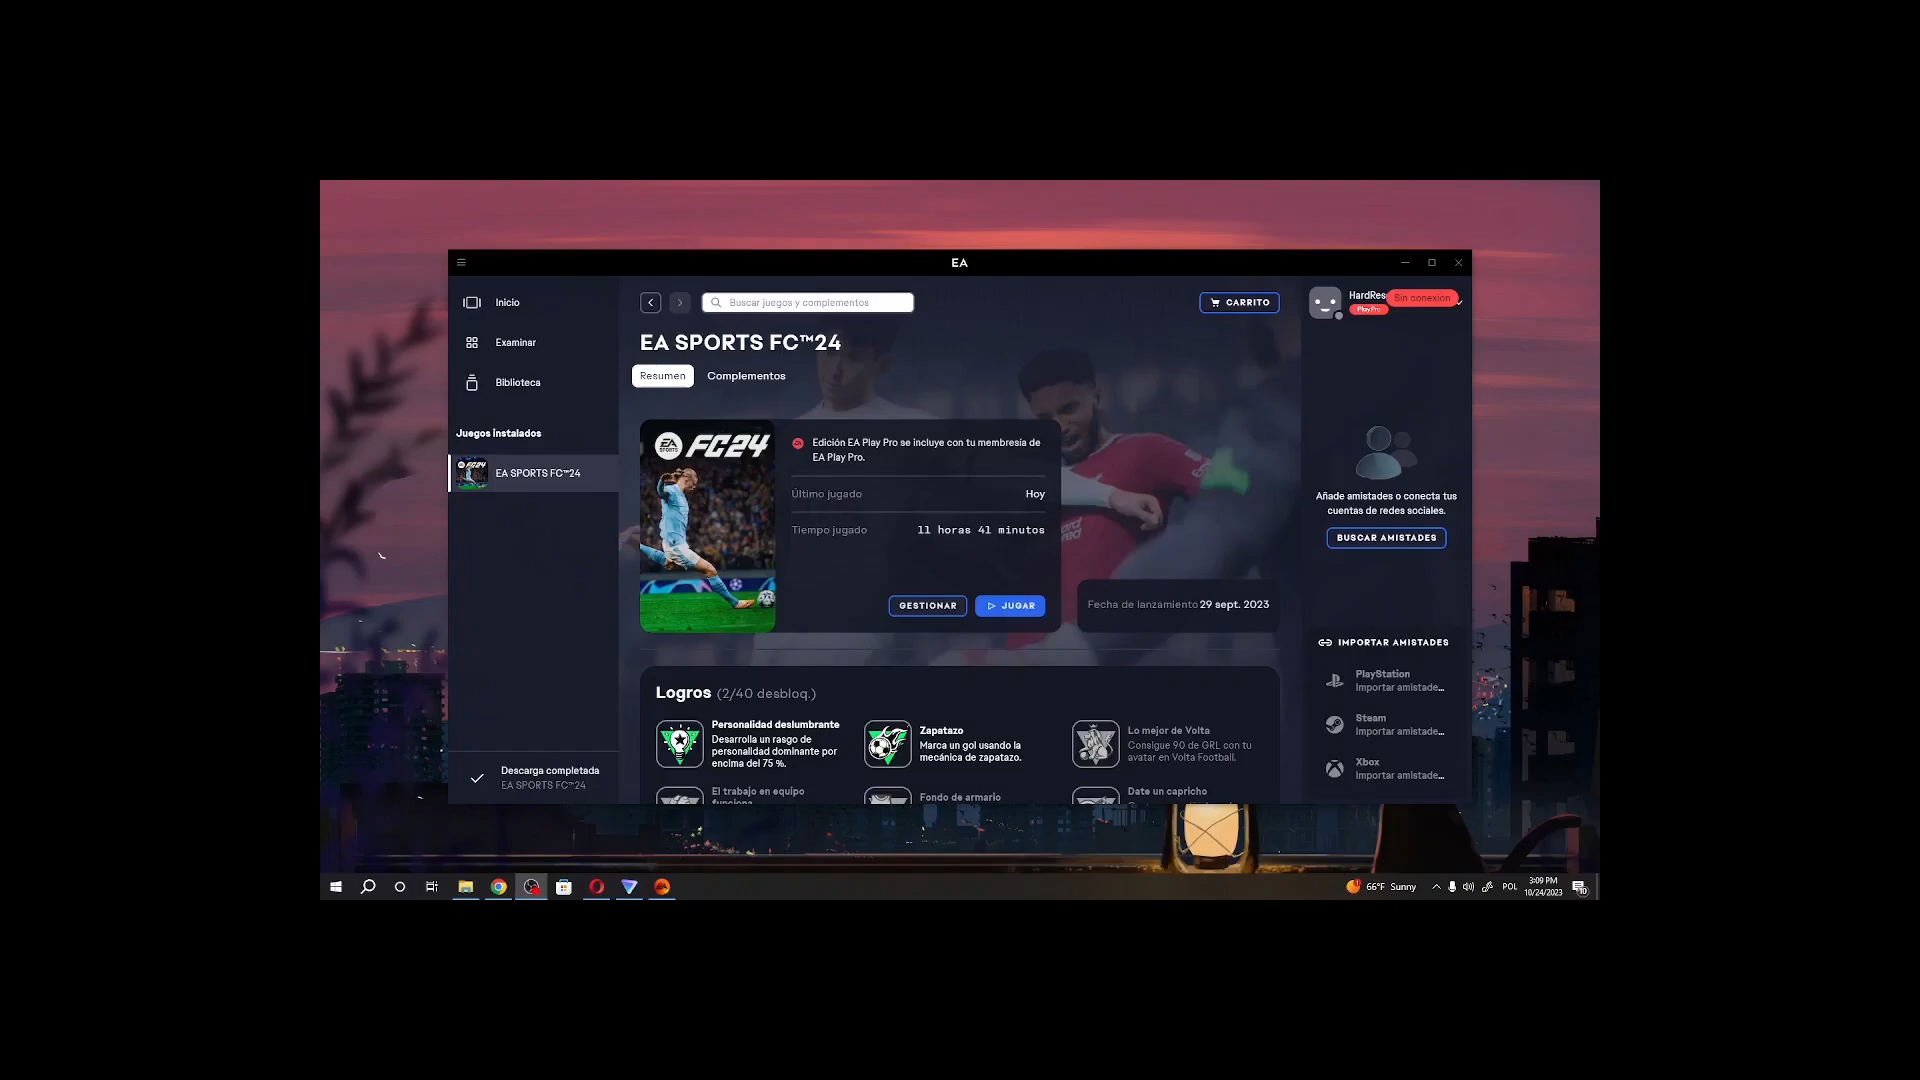 EA
Inicio
Examinar
Biblioteca
Juegos instalados
EA SPORTS FC™24
Descarga completada
EA SPORTS FC™24
Buscar juegos y complementos
CARRITO
EA SPORTS FC™24
Resumen
Complementos
EA SPORTS FC24
Edición EA Play Pro se incluye con tu membresía de
EA Play Pro.
Último jugado Hoy
Tiempo jugado 11 horas 41 minutos
GESTIONAR
JUGAR
Fecha de lanzamiento 29 sept. 2023
Logros (2/40 desbloq.)
Personalidad deslumbrante
Desarrolla un rasgo de
personalidad dominante por
encima del 75 %.
Zapatazo
Marca un gol usando la
mecánica de zapatazo.
Lo mejor de Volta
Consigue 90 de GRL con tu
avatar en Volta Football.
El trabajo en equipo
funciona
Fondo de armario
Date un capricho
HardRes
Sin conexión
Play Pro
Añade amistades o conecta tus
cuentas de redes sociales.
BUSCAR AMISTADES
IMPORTAR AMISTADES
PlayStation
Importar amistade...
Steam
Importar amistade...
Xbox
Importar amistade...
66°F Sunny
POL
3:09 PM
10/24/2023
10